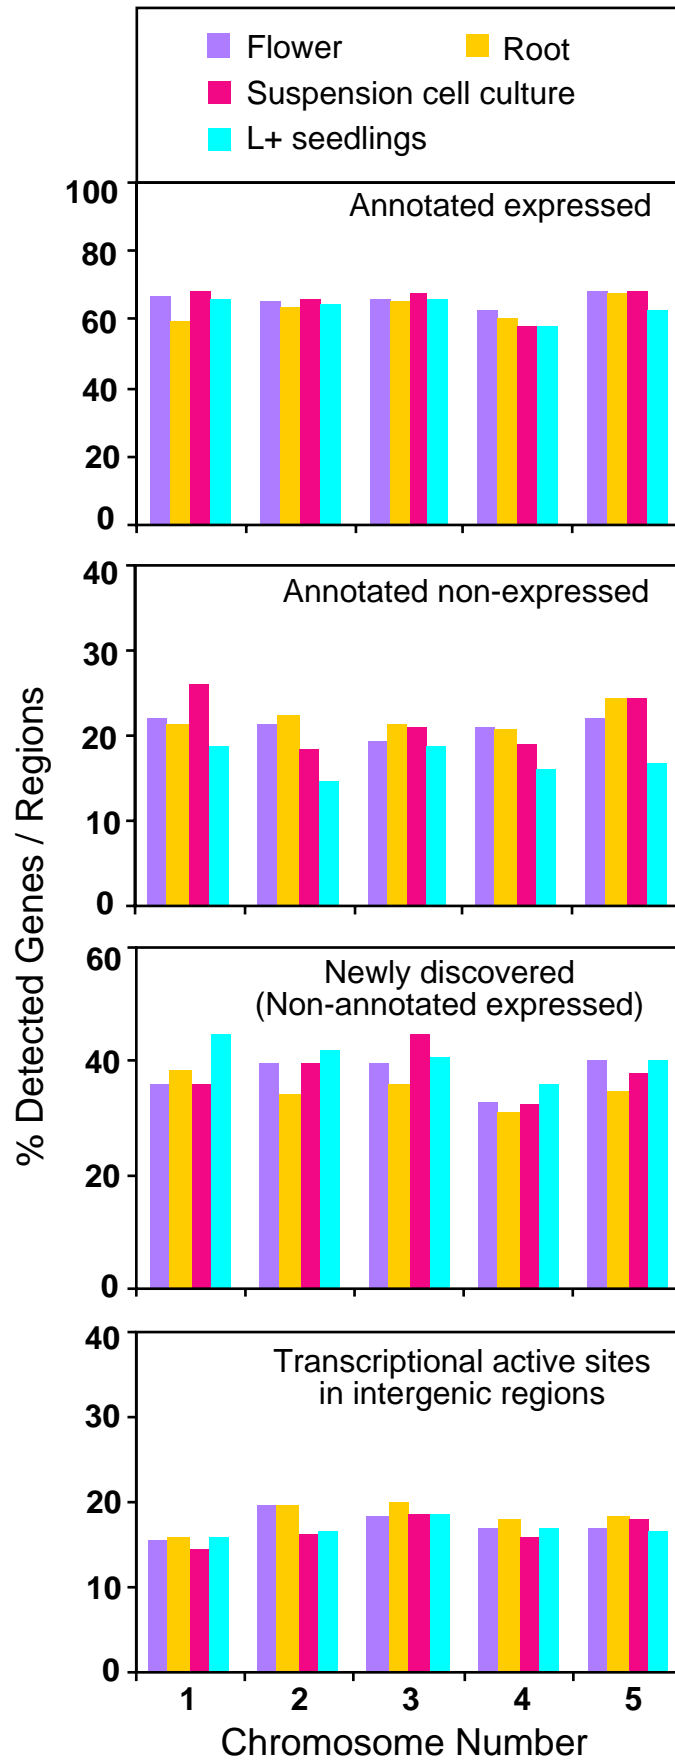 Flower
Root
Suspension cell culture
L+ seedlings
100
80
60
40
20
0
Annotated expressed
40
30
20
10
0
Annotated non-expressed
60
40
20
0
Newly discovered
(Non-annotated expressed)
40
30
20
10
0
Transcriptional active sites
in intergenic regions
% Detected Genes / Regions
1 2 3 4 5
Chromosome Number